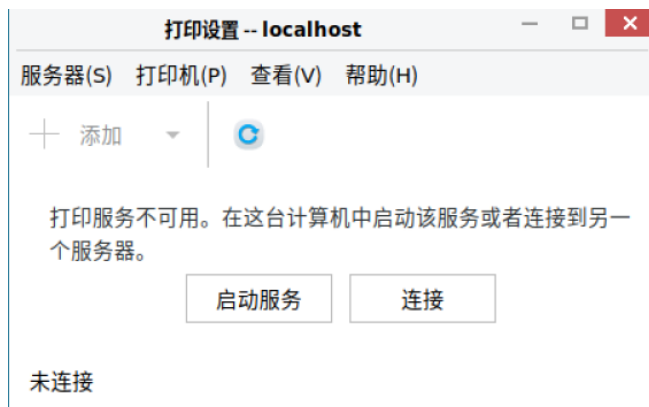 打印设置 -- localhost
服务器(S) 打印机(P) 查看(V) 帮助(H)
添加
打印服务不可用。在这台计算机中启动该服务或者连接到另一
个服务器。
启动服务 连接
未连接